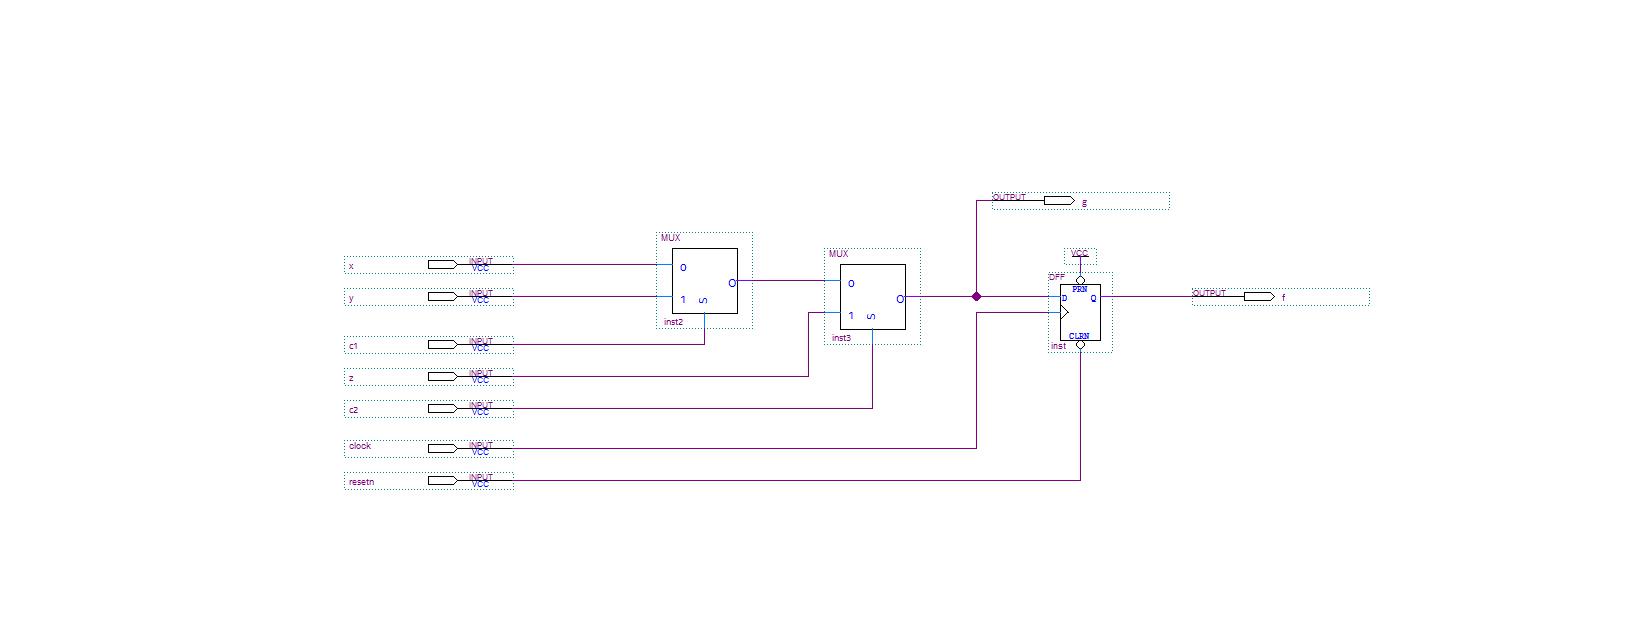 OUTPUT g
MUX
MUX
VCC
x INPUT VCC
0
O
0
O
DFF
PRN
y INPUT VCC
1 S
1 S
D Q
OUTPUT f
inst2
inst3
CLRN
inst
c1 INPUT VCC
z INPUT VCC
c2 INPUT VCC
clock INPUT VCC
resetn INPUT VCC